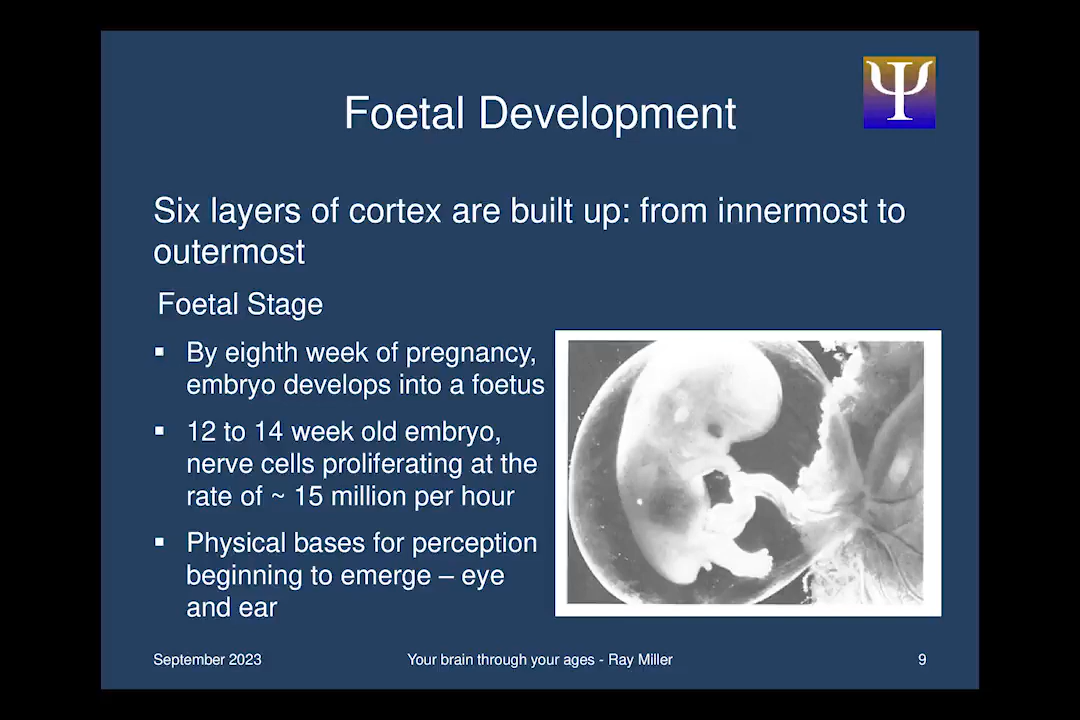 Foetal Development
Ψ
Six layers of cortex are built up: from innermost to
outermost
Foetal Stage
▪ By eighth week of pregnancy,
embryo develops into a foetus
▪ 12 to 14 week old embryo,
nerve cells proliferating at the
rate of ~ 15 million per hour
▪ Physical bases for perception
beginning to emerge – eye
and ear
September 2023
Your brain through your ages - Ray Miller
9